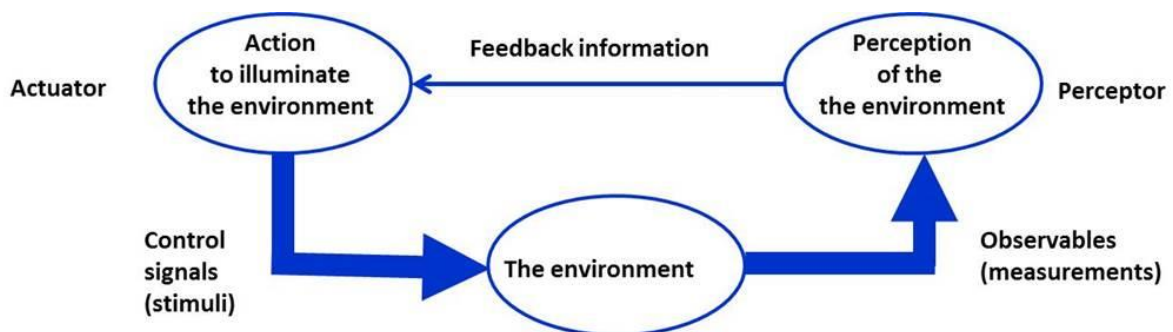 Actuator
Action
to illuminate
the environment
Feedback information
Perception
of the
the environment
Perceptor
Control
signals
(stimuli)
The environment
Observables
(measurements)